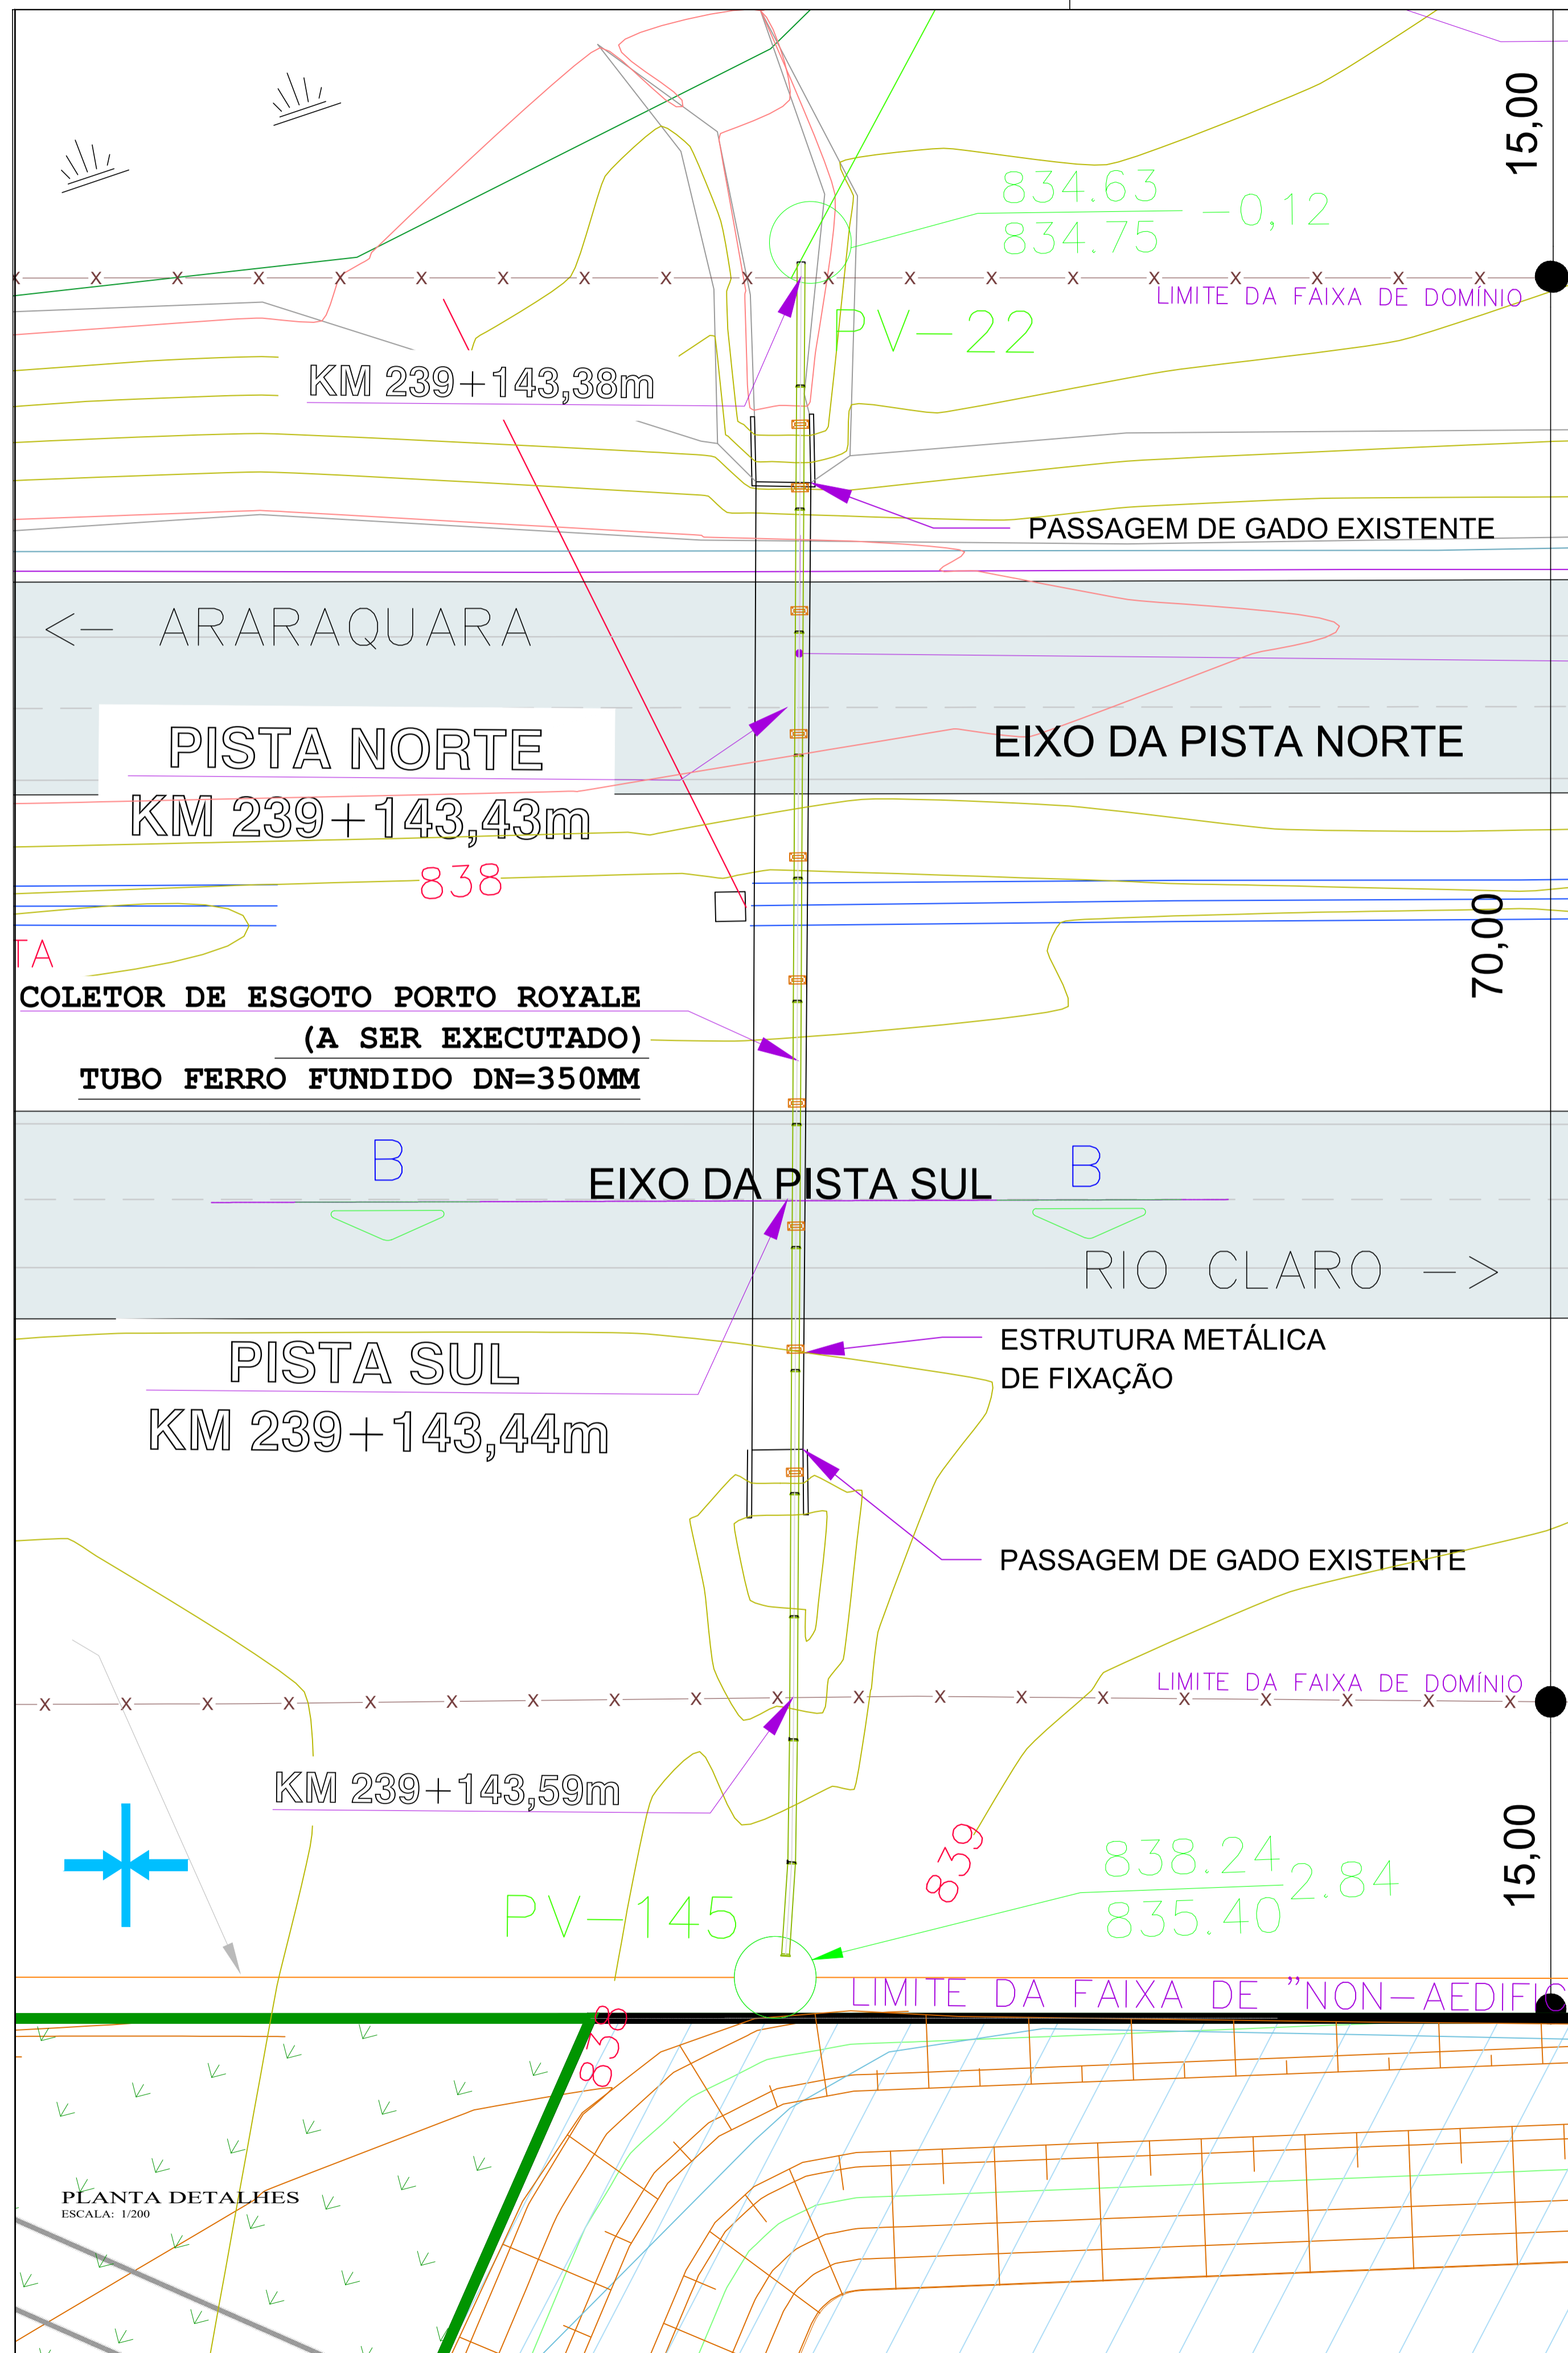 15,00
834.63
834.75
-0,12
LIMITE DA FAIXA DE DOMÍNIO
PV-22
KM 239+143,38m
PASSAGEM DE GADO EXISTENTE
<- ARARAQUARA
PISTA NORTE
KM 239+143,43m
EIXO DA PISTA NORTE
838
70,00
TA
COLETOR DE ESGOTO PORTO ROYALE
(A SER EXECUTADO)
TUBO FERRO FUNDIDO DN=350MM
B
B
EIXO DA PISTA SUL
RIO CLARO ->
PISTA SUL
KM 239+143,44m
ESTRUTURA METÁLICA
DE FIXAÇÃO
PASSAGEM DE GADO EXISTENTE
LIMITE DA FAIXA DE DOMÍNIO
KM 239+143,59m
839
838.24
835.40
2.84
15,00
PV-145
LIMITE DA FAIXA DE "NON-AEDIFIC
838
PLANTA DETALHES
ESCALA: 1/200